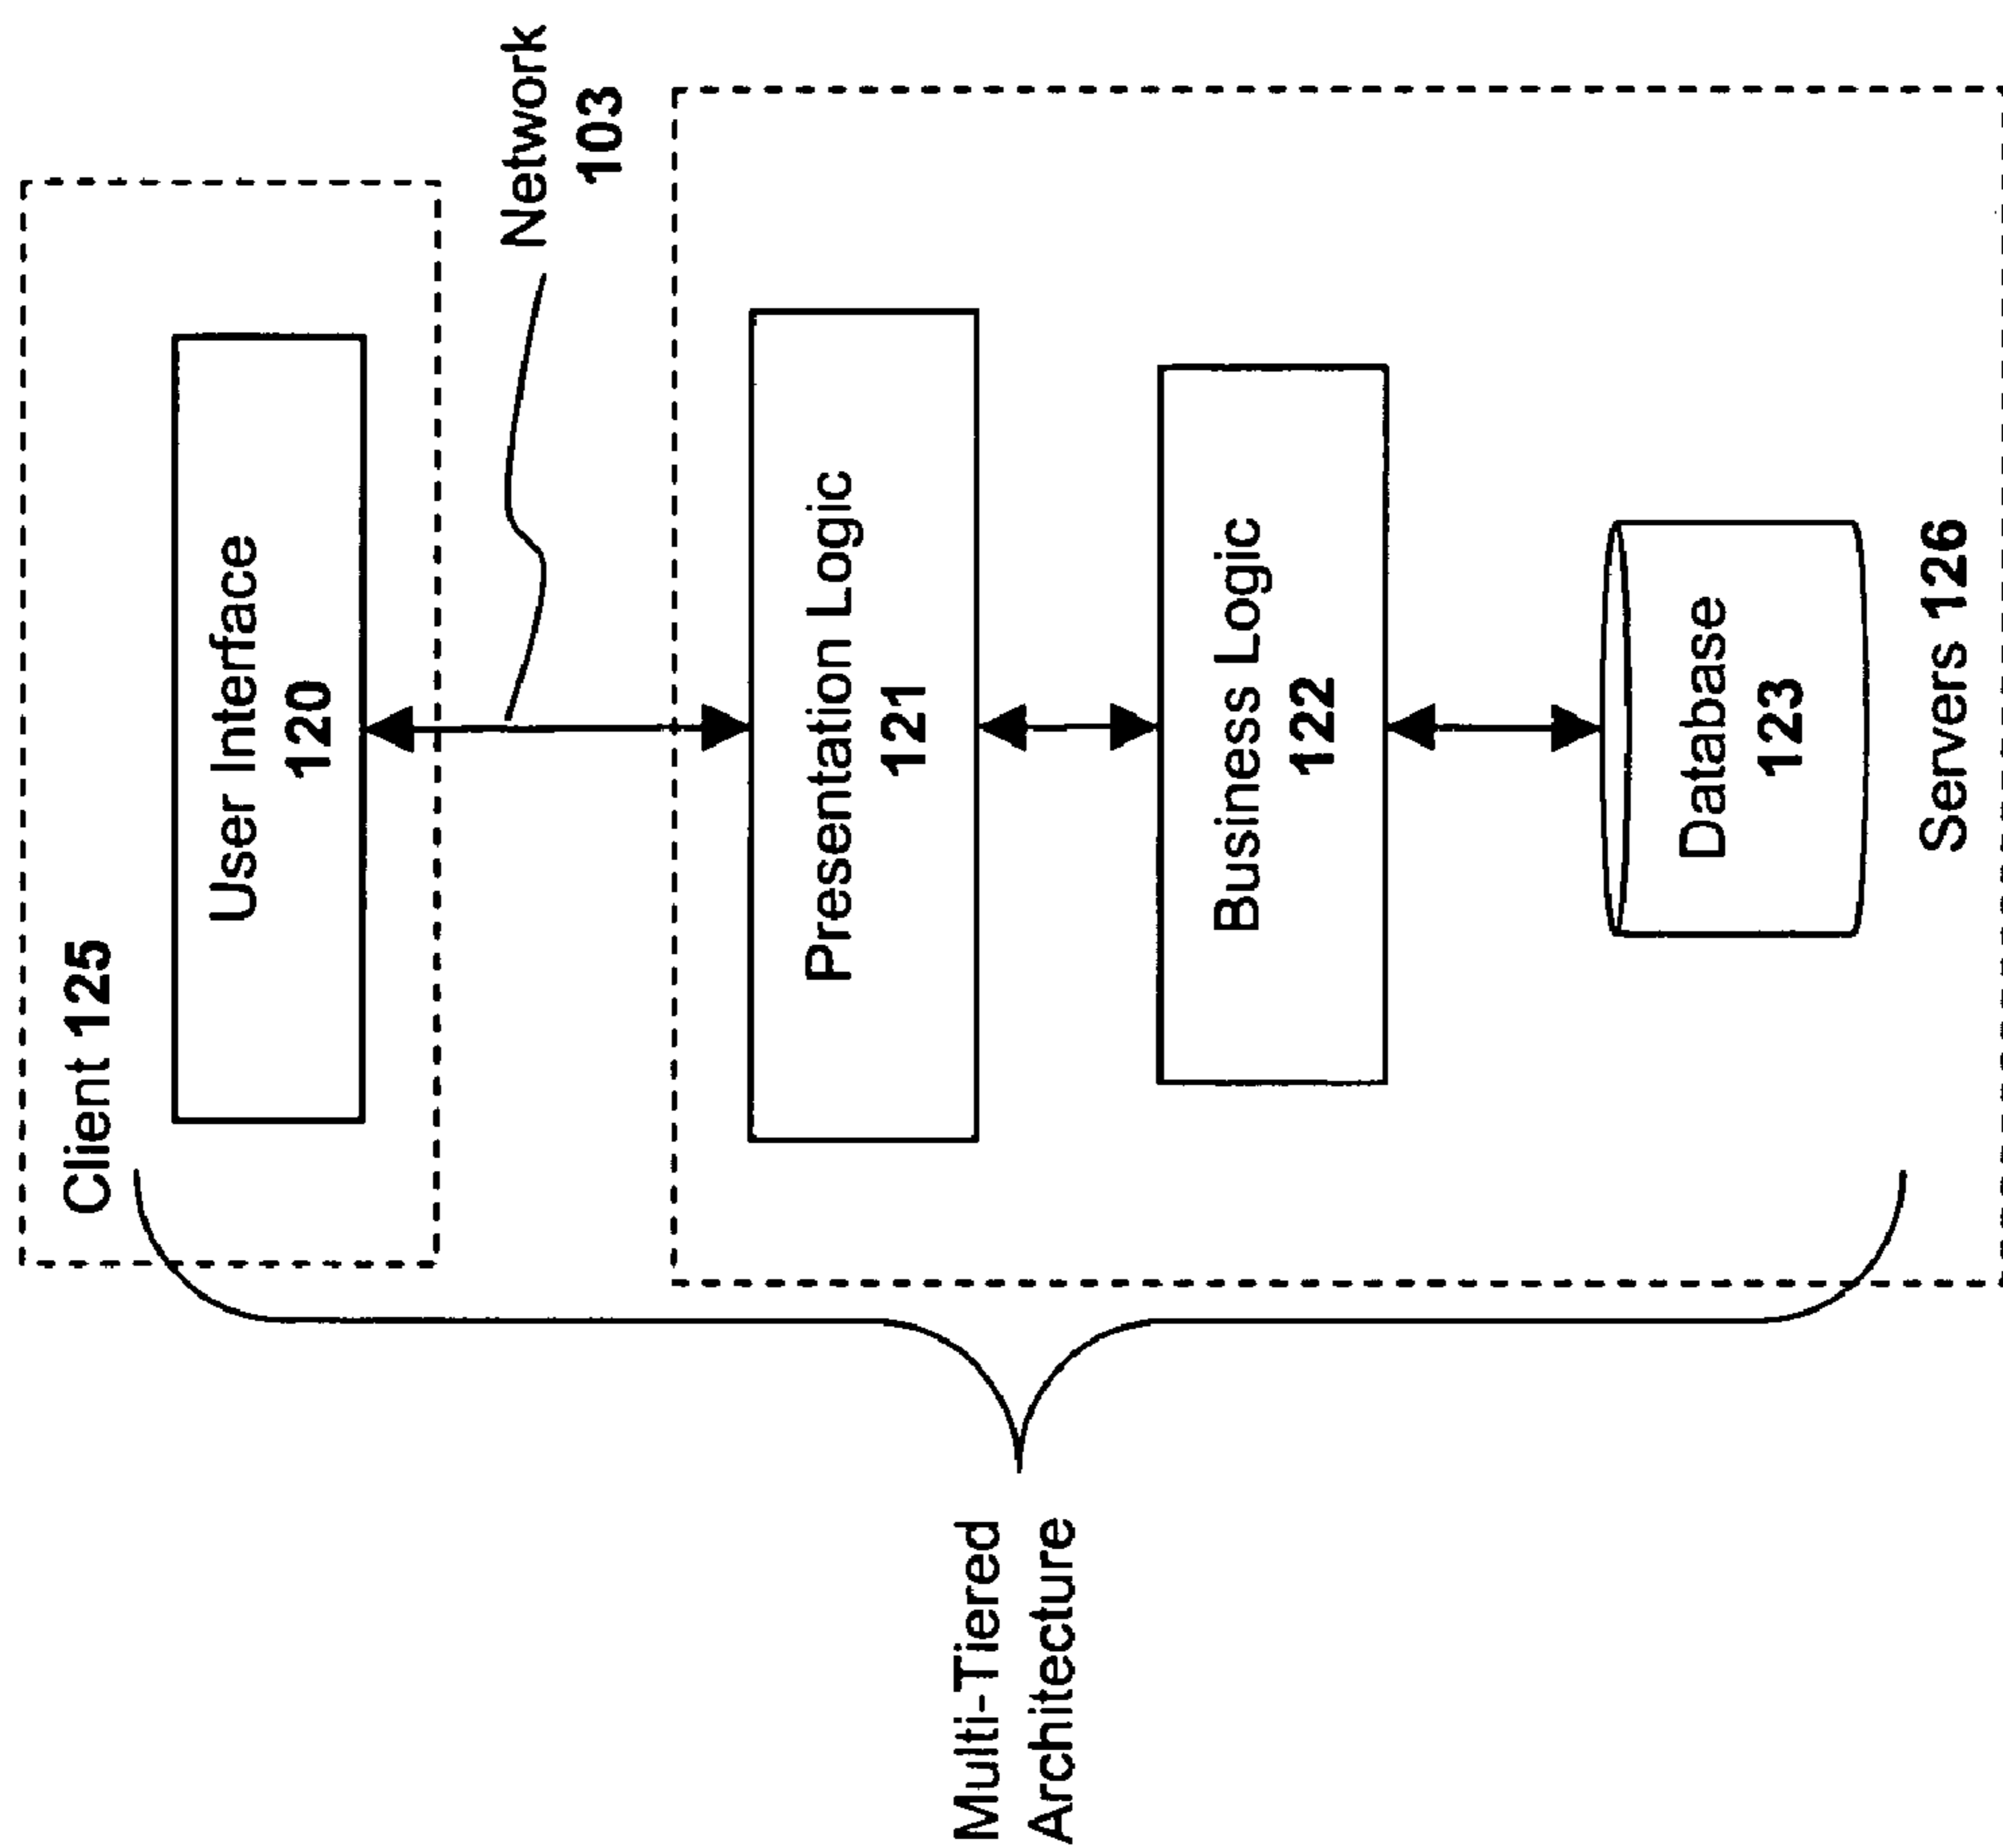 Client 125
User Interface
120
Network
103
Presentation Logic
121
Business Logic
122
Database
123
Servers 126
Multi-Tiered
Architecture